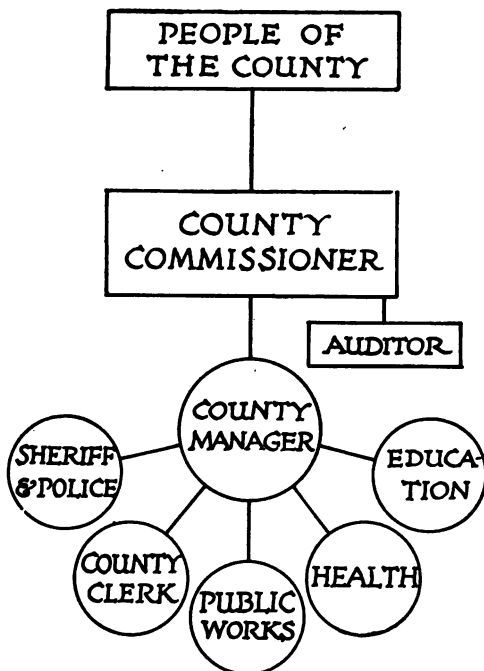 PEOPLE OF
THE COUNTY
COUNTY
COMMISSIONER
AUDITOR
COUNTY
MANAGER
SHERIFF
& POLICE
EDUCA-
TION
COUNTY
CLERK
HEALTH
PUBLIC
WORKS